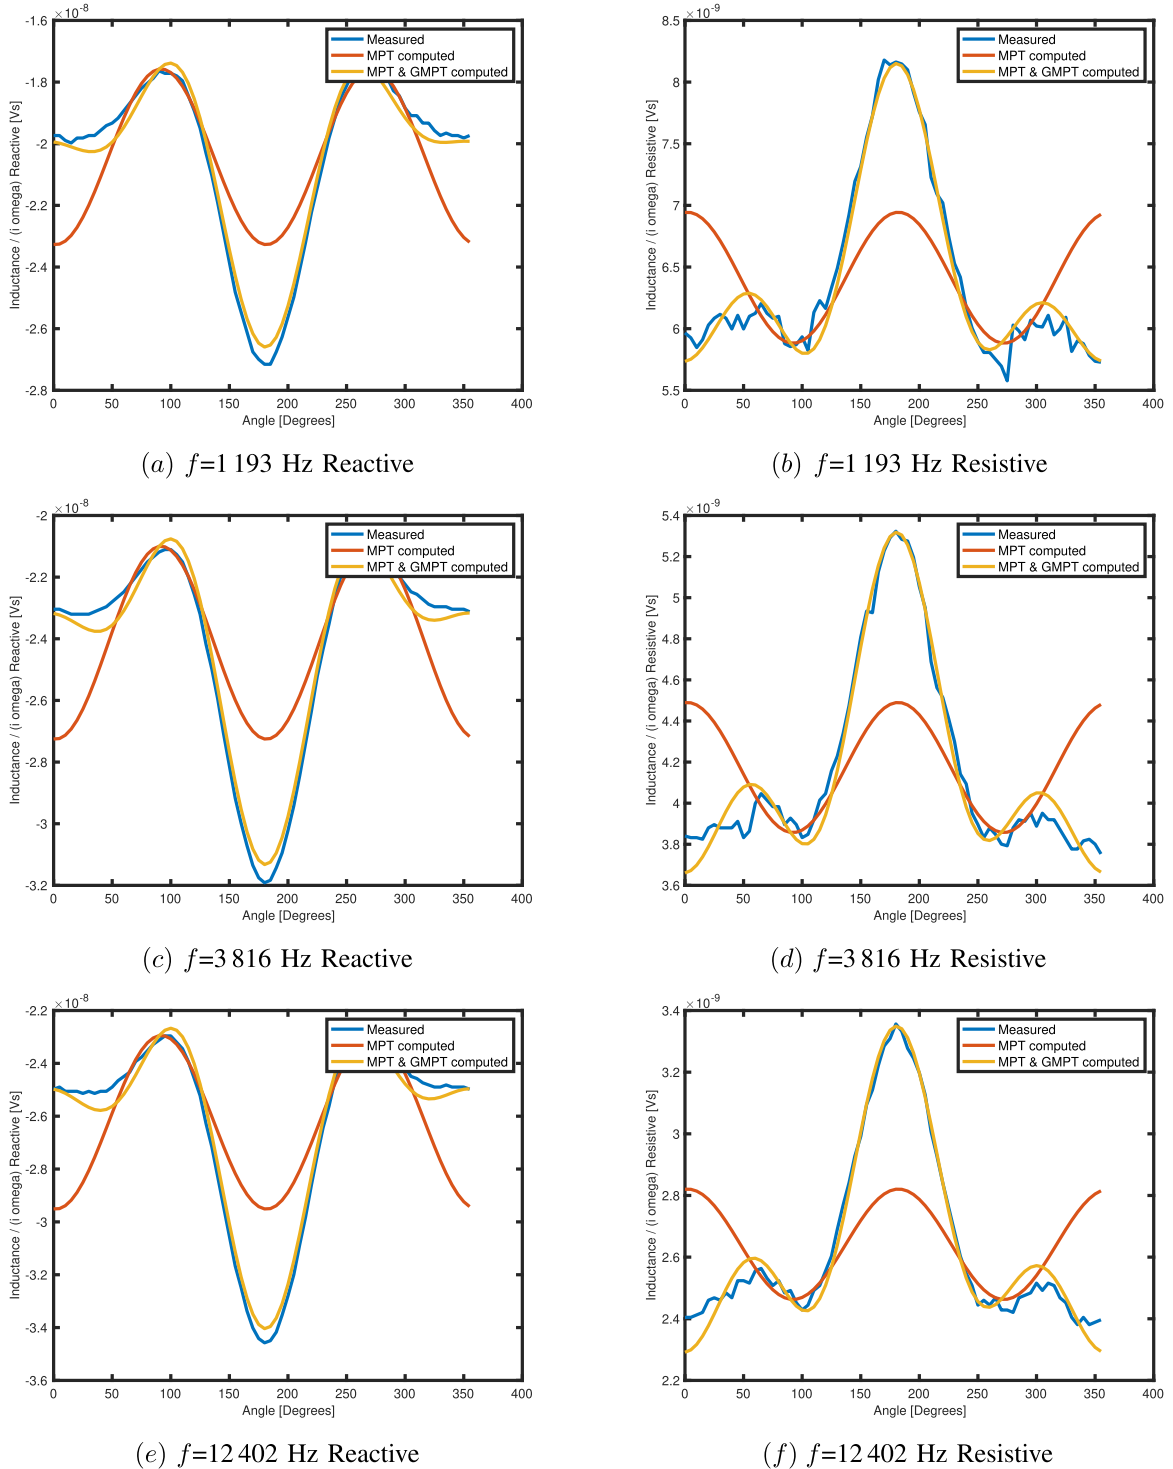 ×10-8
-1.6
-1.8
-2
-2.2
-2.4
-2.6
-2.8
Inductance / (i omega) Reactive [Vs]
Measured
MPT computed
MPT & GMPT computed
0 50 100 150 200 250 300 350 400
Angle [Degrees]
(a) f=1 193 Hz Reactive
×10-9
8.5
8
7.5
7
6.5
6
5.5
Inductance / (i omega) Resistive [Vs]
Measured
MPT computed
MPT & GMPT computed
0 50 100 150 200 250 300 350 400
Angle [Degrees]
(b) f=1 193 Hz Resistive
×10-8
-2
-2.2
-2.4
-2.6
-2.8
-3
-3.2
Inductance / (i omega) Reactive [Vs]
Measured
MPT computed
MPT & GMPT computed
0 50 100 150 200 250 300 350 400
Angle [Degrees]
(c) f=3 816 Hz Reactive
×10-9
5.4
5.2
5
4.8
4.6
4.4
4.2
4
3.8
3.6
Inductance / (i omega) Resistive [Vs]
Measured
MPT computed
MPT & GMPT computed
0 50 100 150 200 250 300 350 400
Angle [Degrees]
(d) f=3 816 Hz Resistive
×10-8
-2.2
-2.4
-2.6
-2.8
-3
-3.2
-3.4
-3.6
Inductance / (i omega) Reactive [Vs]
Measured
MPT computed
MPT & GMPT computed
0 50 100 150 200 250 300 350 400
Angle [Degrees]
(e) f=12 402 Hz Reactive
×10-9
3.4
3.2
3
2.8
2.6
2.4
2.2
Inductance / (i omega) Resistive [Vs]
Measured
MPT computed
MPT & GMPT computed
0 50 100 150 200 250 300 350 400
Angle [Degrees]
(f) f=12 402 Hz Resistive